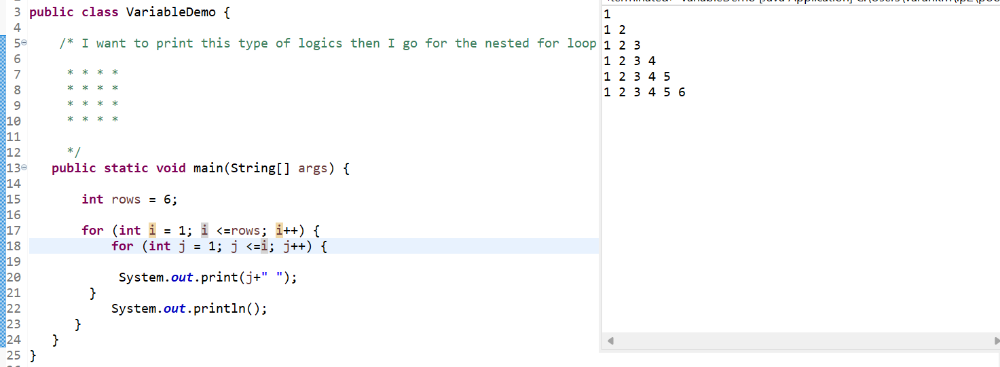 3 public class VariableDemo {
4
5 /* I want to print this type of logics then I go for the nested for loop
6
7 * * * *
8 * * * *
9 * * * *
10 * * * *
11
12 */
13 public static void main(String[] args) {
14
15 int rows = 6;
16
17 for (int i = 1; i <=rows; i++) {
18 for (int j = 1; j <=i; j++) {
19
20 System.out.print(j+" ");
21 }
22 System.out.println();
23 }
24 }
25 }
VariableDemo [Java Application]
1
1 2
1 2 3
1 2 3 4
1 2 3 4 5
1 2 3 4 5 6